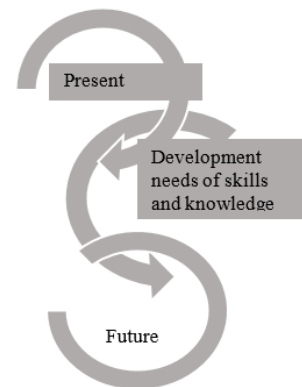 Present
Development
needs of skills
and knowledge
Future